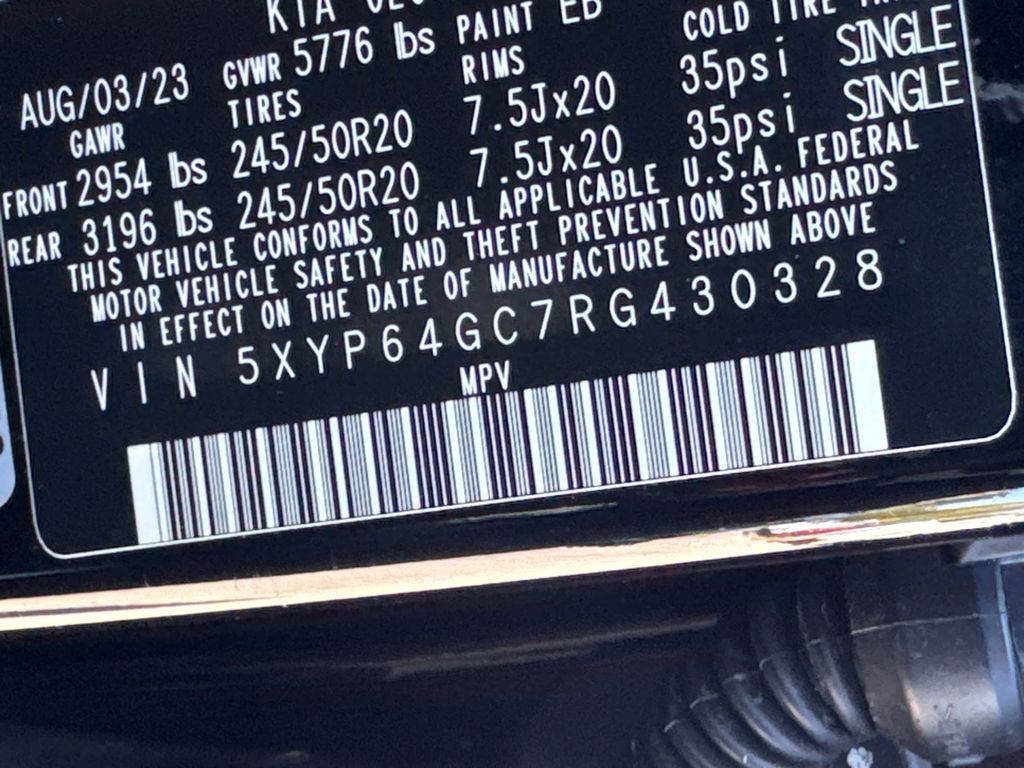 KIA
AUG/03/23 GVWR 5776 lbs PAINT EB COLD TIRE
GAWR TIRES RIMS
FRONT 2954 lbs 245/50R20 7.5Jx20 35psi SINGLE
REAR 3196 lbs 245/50R20 7.5Jx20 35psi SINGLE
THIS VEHICLE CONFORMS TO ALL APPLICABLE U.S.A. FEDERAL
MOTOR VEHICLE SAFETY AND THEFT PREVENTION STANDARDS
IN EFFECT ON THE DATE OF MANUFACTURE SHOWN ABOVE
VIN 5XYP64GC7RG430328
MPV